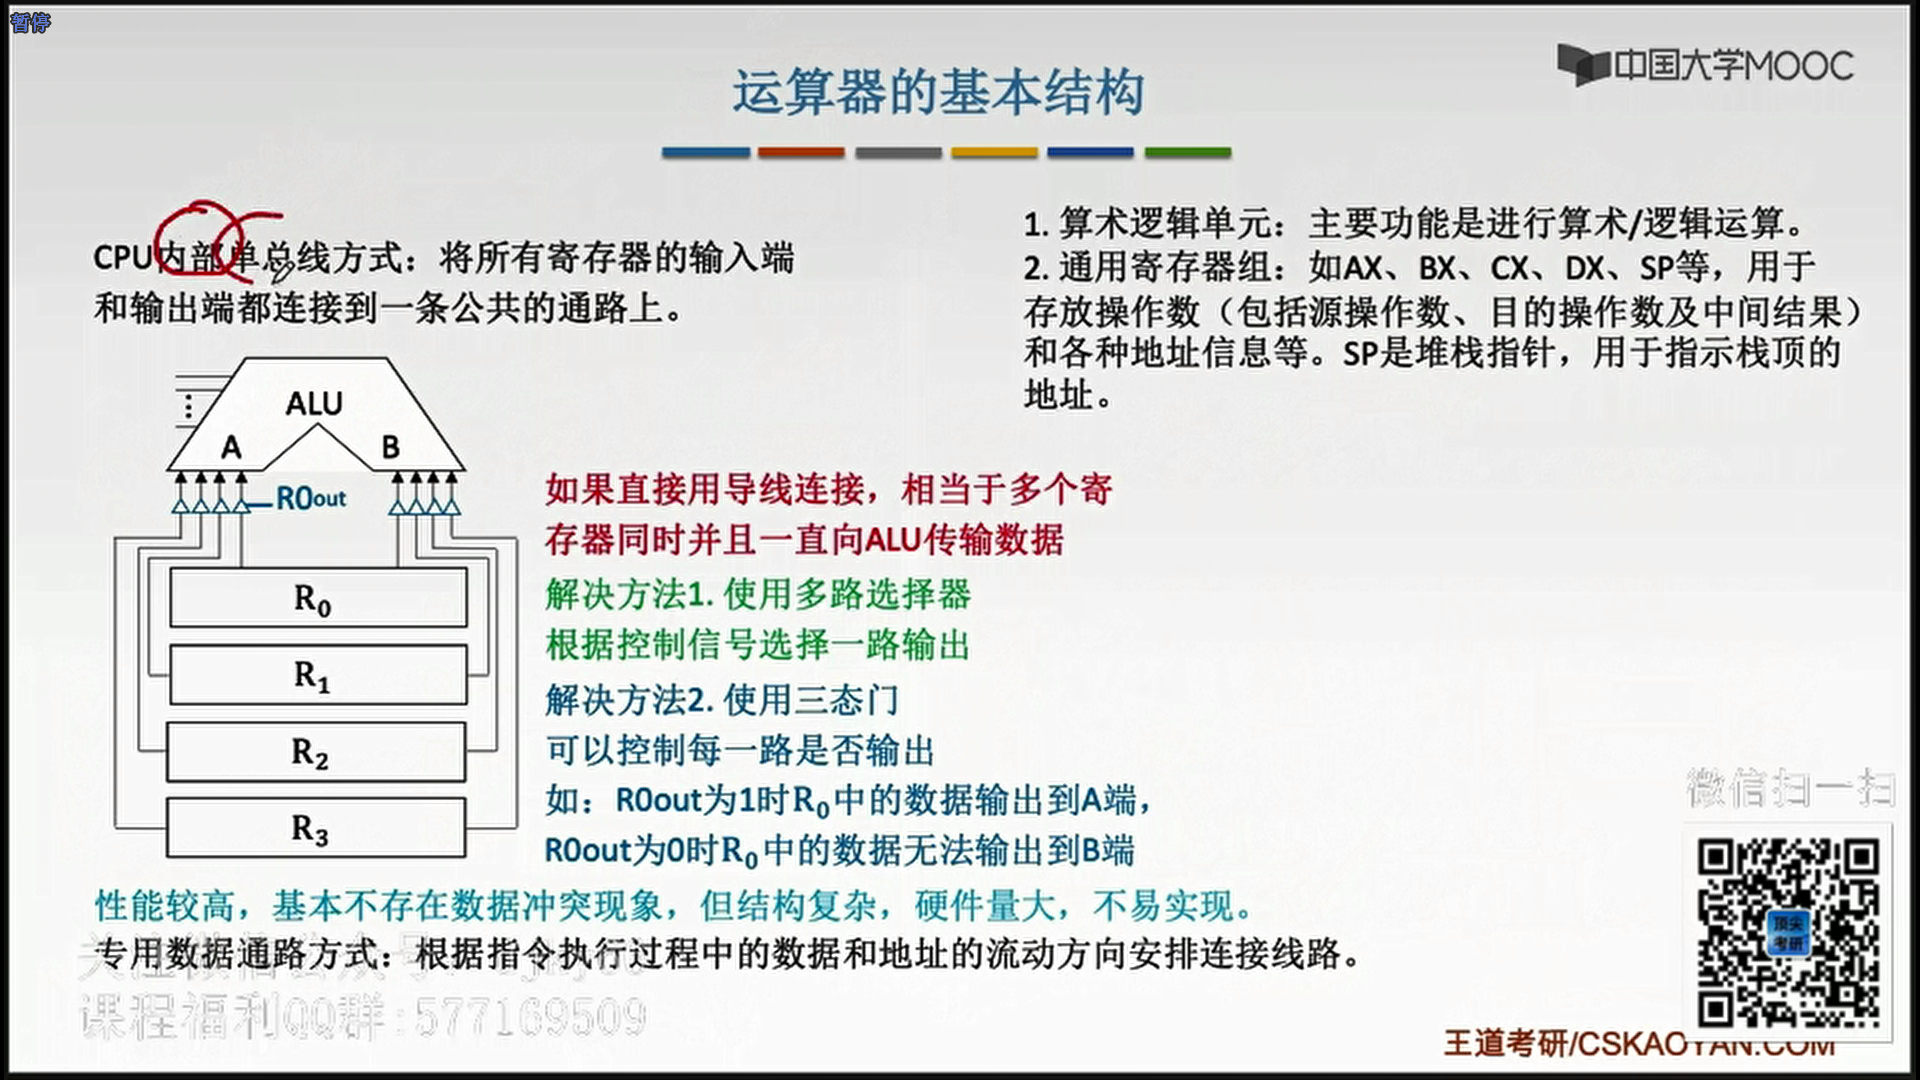 暂停
中国大学MOOC
运算器的基本结构
CPU内部单总线方式：将所有寄存器的输入端
和输出端都连接到一条公共的通路上。
1. 算术逻辑单元：主要功能是进行算术/逻辑运算。
2. 通用寄存器组：如AX、BX、CX、DX、SP等，用于
存放操作数（包括源操作数、目的操作数及中间结果）
和各种地址信息等。SP是堆栈指针，用于指示栈顶的
地址。
ALU
A B
R0out
R0
R1
R2
R3
如果直接用导线连接，相当于多个寄
存器同时并且一直向ALU传输数据
解决方法1. 使用多路选择器
根据控制信号选择一路输出
解决方法2. 使用三态门
可以控制每一路是否输出
如：R0out为1时R0中的数据输出到A端，
R0out为0时R0中的数据无法输出到B端
性能较高，基本不存在数据冲突现象，但结构复杂，硬件量大，不易实现。
专用数据通路方式：根据指令执行过程中的数据和地址的流动方向安排连接线路。
课程福利QQ群:577169509
微信扫一扫
顶尖
考研
王道考研/CSKAOYAN.COM